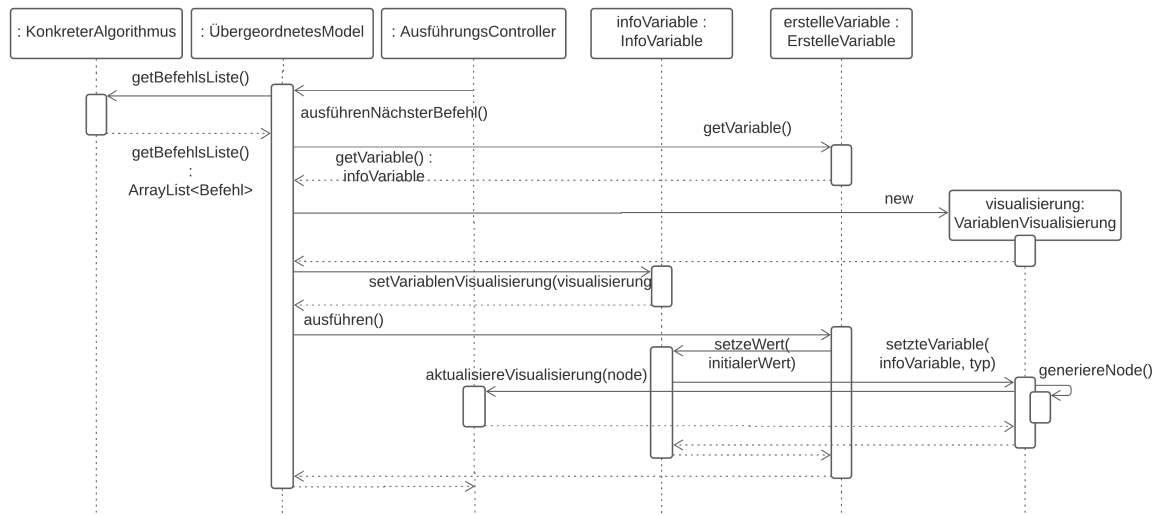 : KonkreterAlgorithmus
: ÜbergeordnetesModel
: AusführungsController
infoVariable :
InfoVariable
erstelleVariable :
ErstelleVariable
getBefehlsListe()
ausführenNächsterBefehl()
getVariable()
getBefehlsListe()
:
ArrayList<Befehl>
getVariable() :
infoVariable
new
visualisierung:
VariablenVisualisierung
setVariablenVisualisierung(visualisierung
ausführen()
setzeWert(
initialerWert)
setzteVariable(
infoVariable, typ)
generiereNode()
aktualisiereVisualisierung(node)